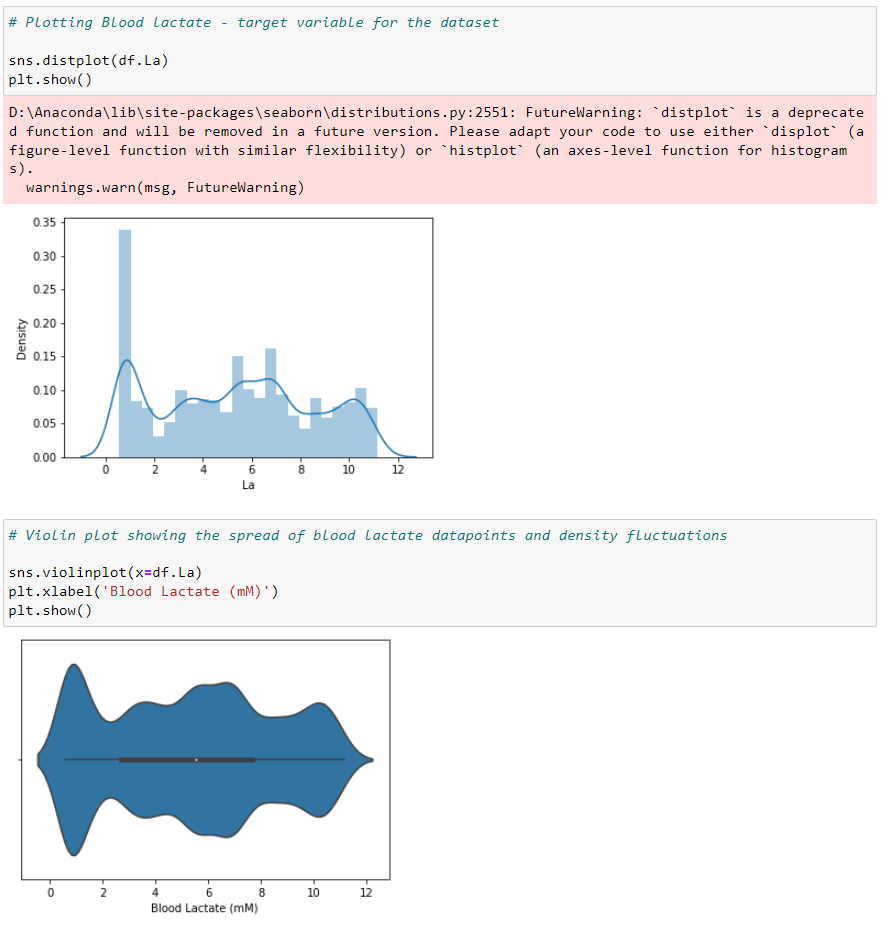 # Plotting Blood lactate - target variable for the dataset
sns.distplot(df.La)
plt.show()
D:\Anaconda\lib\site-packages\seaborn\distributions.py:2551: FutureWarning: `distplot` is a deprecate
d function and will be removed in a future version. Please adapt your code to use either `displot` (a
figure-level function with similar flexibility) or `histplot` (an axes-level function for histogram
s).
warnings.warn(msg, FutureWarning)
0.35
0.30
0.25
0.20
0.15
0.10
0.05
0.00
Density
0 2 4 6 8 10 12
La
# Violin plot showing the spread of blood lactate datapoints and density fluctuations
sns.violinplot(x=df.La)
plt.xlabel('Blood Lactate (mM)')
plt.show()
0 2 4 6 8 10 12
Blood Lactate (mM)